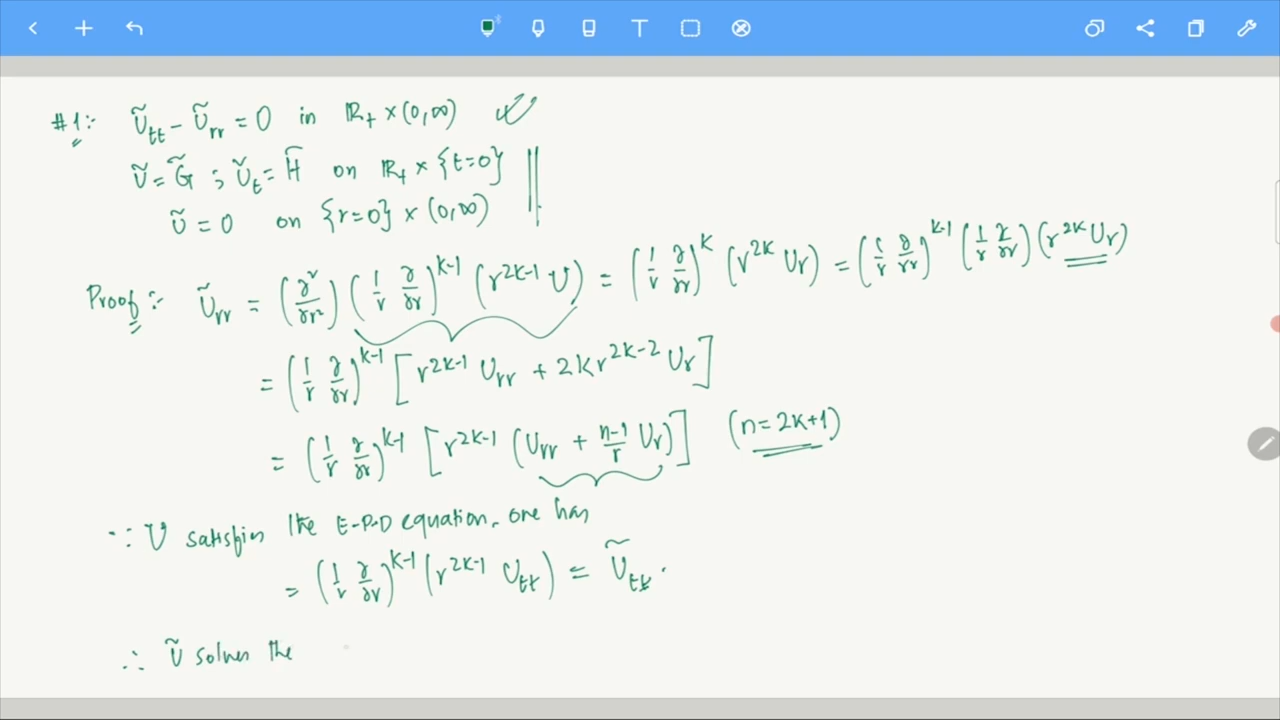 #1:- Ũ_tt - Ũ_rr = 0 in ℝ₊ × (0,∞)
Ũ = G̃ ; Ũ_t = H̃ on ℝ₊ × {t=0}
Ũ = 0 on {r=0} × (0,∞)
Proof:- Ũ_rr = (∂²/∂r²) (1/r ∂/∂r)^{k-1} (r^{2k-1} U) = (1/r ∂/∂r)^k (r^{2k} U_r) = (1/r ∂/∂r)^{k-1} (1/r ∂/∂r) (r^{2k} U_r)
= (1/r ∂/∂r)^{k-1} [r^{2k-1} U_rr + 2k r^{2k-2} U_r]
= (1/r ∂/∂r)^{k-1} [r^{2k-1} (U_rr + (n-1)/r U_r)] (n=2k+1)
∵ U satisfies the E-P-D equation, one has
= (1/r ∂/∂r)^{k-1} (r^{2k-1} U_tt) = Ũ_tt.
∴ Ũ solves the
T